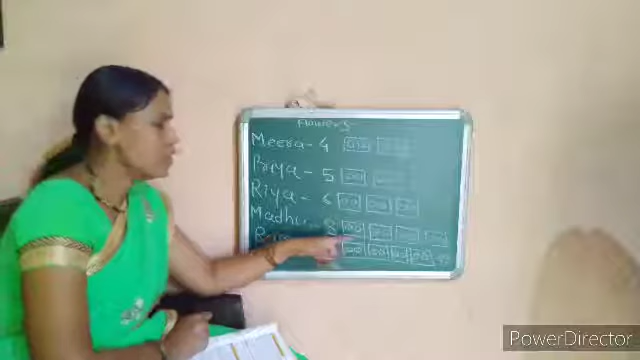 Flowers
Meera - 4
Priya - 5
Riya - 6
Madhu - 8
PowerDirector